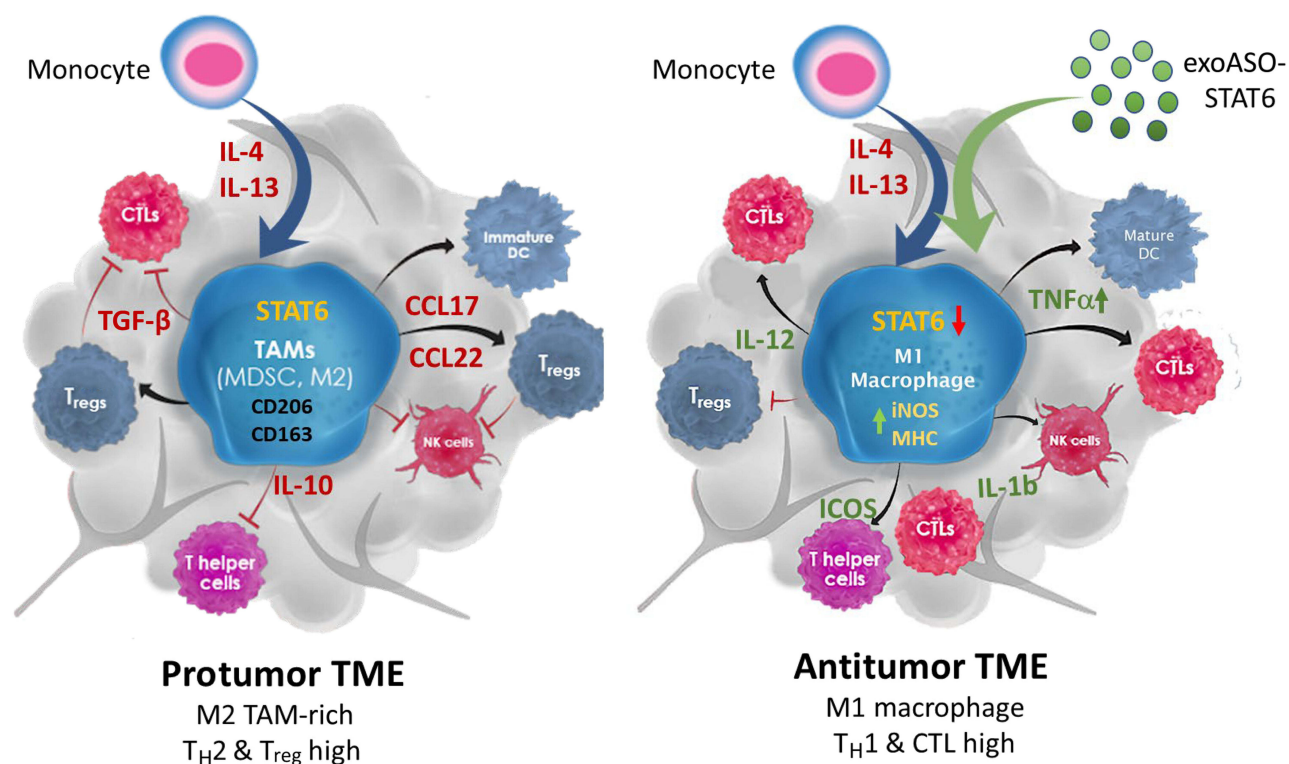 Monocyte
IL-4
IL-13
CTLs
Immature
DC
TGF-β
STAT6
TAMs
(MDSC, M2)
CD206
CD163
CCL17
CCL22
Tregs
Tregs
NK cells
IL-10
T helper
cells
Protumor TME
M2 TAM-rich
TH2 & Treg high
Monocyte
exoASO-
STAT6
IL-4
IL-13
CTLs
Mature
DC
TNFα
IL-12
STAT6
M1
Macrophage
iNOS
MHC
CTLs
Tregs
NK cells
IL-1b
ICOS
CTLs
T helper
cells
Antitumor TME
M1 macrophage
TH1 & CTL high